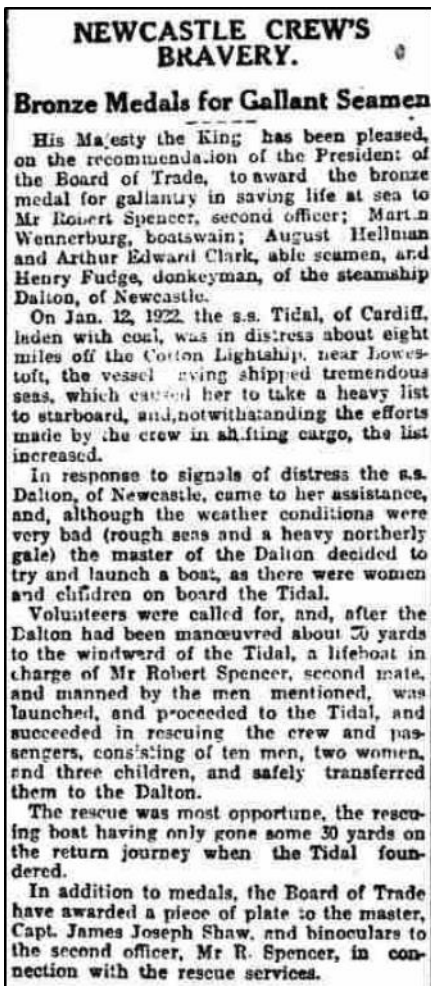 NEWCASTLE CREW'S
BRAVERY.
Bronze Medals for Gallant Seamen
His Majesty the King has been pleased,
on the recommendation of the President of
the Board of Trade, to award the bronze
medal for gallantry in saving life at sea to
Mr Robert Spencer, second officer; Martin
Wennerburg, boatswain; August Hellman
and Arthur Edward Clark, able seamen, and
Henry Fudge, donkeyman, of the steamship
Dalton, of Newcastle.
On Jan. 12, 1922, the s.s. Tidal, of Cardiff,
laden with coal, was in distress about eight
miles off the Corton Lightship, near Lowes-
toft, the vessel having shipped tremendous
seas, which caused her to take a heavy list
to starboard, and, notwithstanding the efforts
made by the crew in shifting cargo, the list
increased.
In response to signals of distress the s.s.
Dalton, of Newcastle, came to her assistance,
and, although the weather conditions were
very bad (rough seas and a heavy northerly
gale) the master of the Dalton decided to
try and launch a boat, as there were women
and children on board the Tidal.
Volunteers were called for, and, after the
Dalton had been manœuvred about yards
to the windward of the Tidal, a lifeboat in
charge of Mr Robert Spencer, second mate,
and manned by the men mentioned, was
launched, and proceeded to the Tidal, and
succeeded in rescuing the crew and pas-
sengers, consisting of ten men, two women,
and three children, and safely transferred
them to the Dalton.
The rescue was most opportune, the rescu-
ing boat having only gone some 30 yards on
the return journey when the Tidal foun-
dered.
In addition to medals, the Board of Trade
have awarded a piece of plate to the master,
Capt. James Joseph Shaw, and binoculars to
the second officer, Mr R. Spencer, in con-
nection with the rescue services.